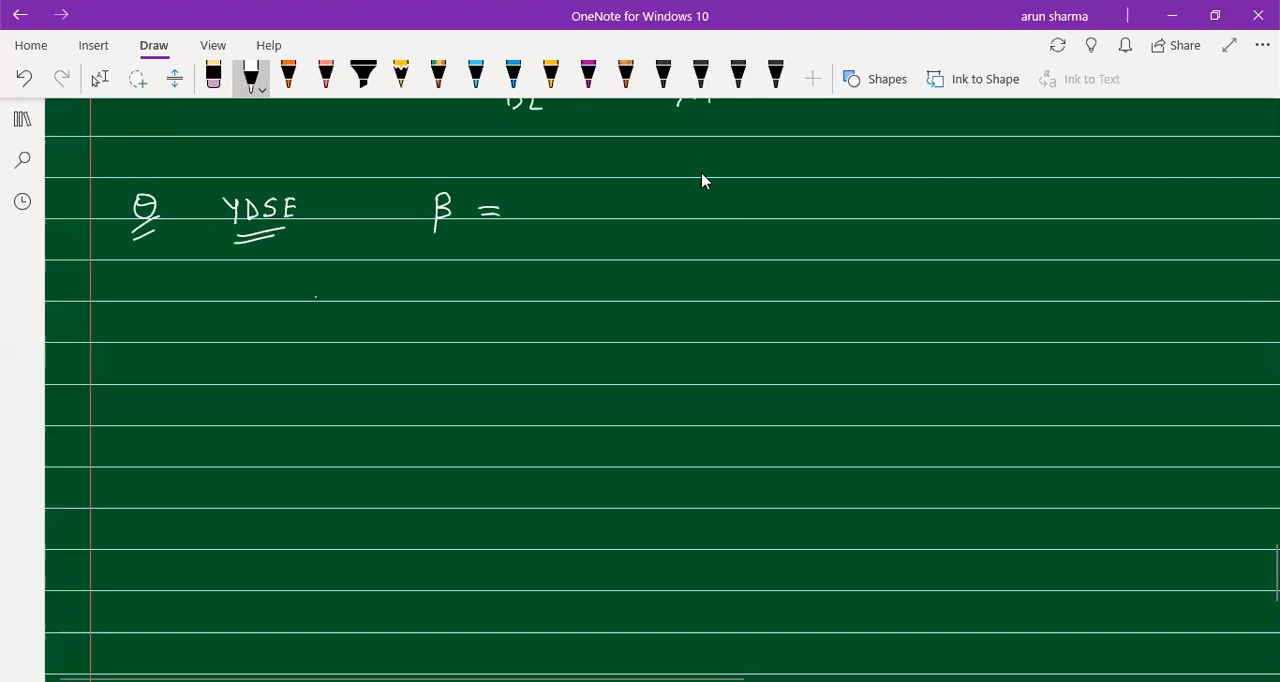 OneNote for Windows 10
arun sharma
Home Insert Draw View Help
Share
Shapes
Ink to Shape
Ink to Text
Q YDSE β =